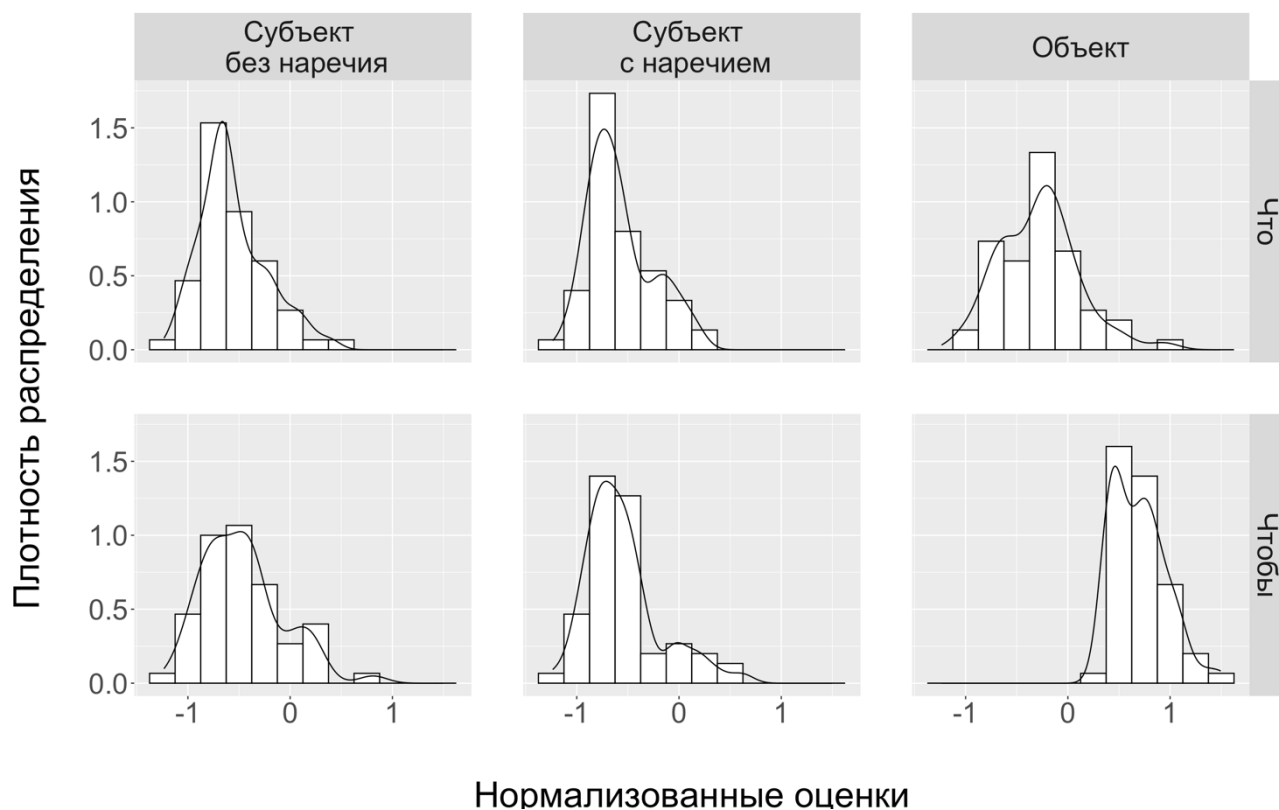 Субъект
без наречия
Субъект
с наречием
Объект
Плотность распределения
1.5
1.0
0.5
0.0
Что
1.5
1.0
0.5
0.0
Чтобы
-1 0 1
-1 0 1
-1 0 1
Нормализованные оценки